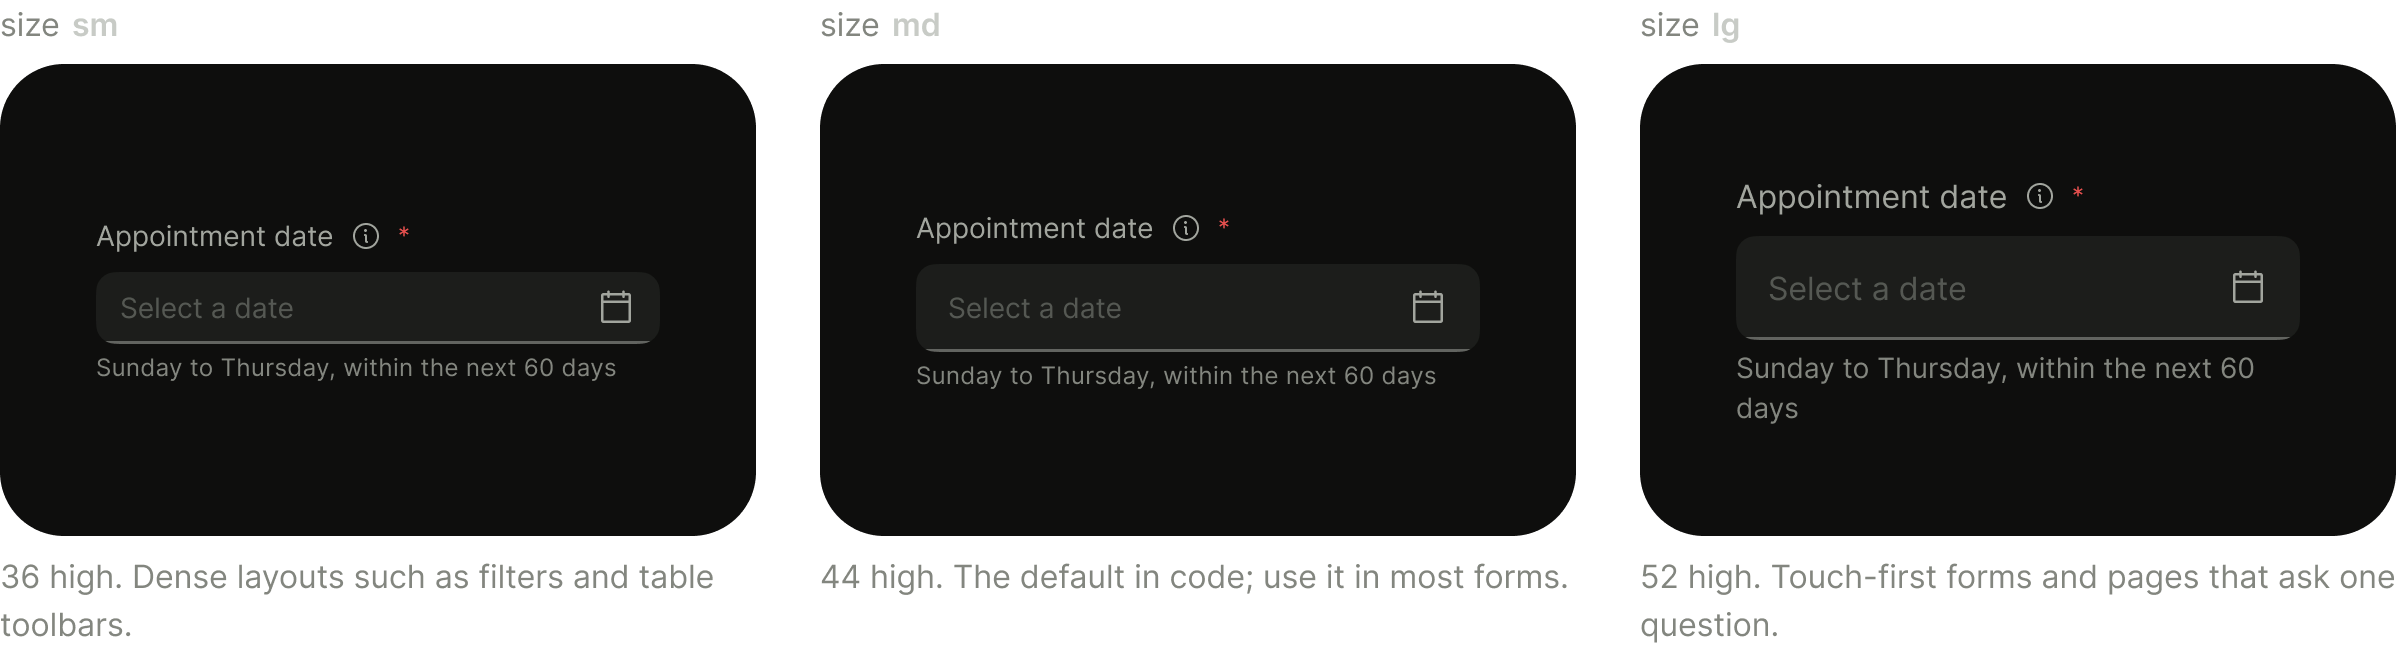 size sm
Appointment date *
Select a date
Sunday to Thursday, within the next 60 days
36 high. Dense layouts such as filters and table
toolbars.
size md
Appointment date *
Select a date
Sunday to Thursday, within the next 60 days
44 high. The default in code; use it in most forms.
size lg
Appointment date *
Select a date
Sunday to Thursday, within the next 60
days
52 high. Touch-first forms and pages that ask one
question.